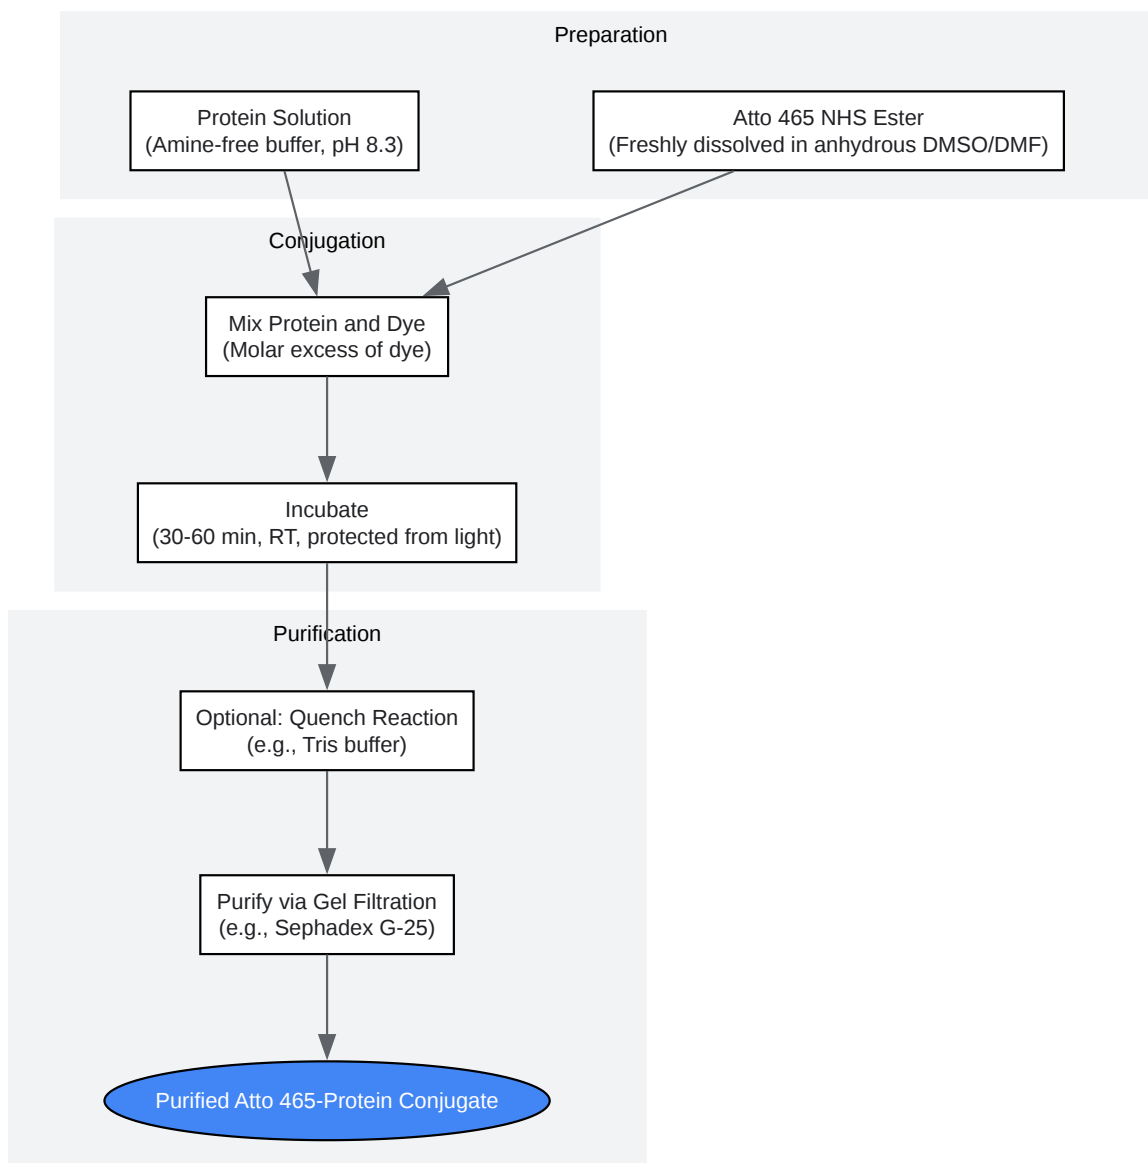 Preparation
Protein Solution
(Amine-free buffer, pH 8.3)
Atto 465 NHS Ester
(Freshly dissolved in anhydrous DMSO/DMF)
Conjugation
Mix Protein and Dye
(Molar excess of dye)
Incubate
(30-60 min, RT, protected from light)
Purification
Optional: Quench Reaction
(e.g., Tris buffer)
Purify via Gel Filtration
(e.g., Sephadex G-25)
Purified Atto 465-Protein Conjugate